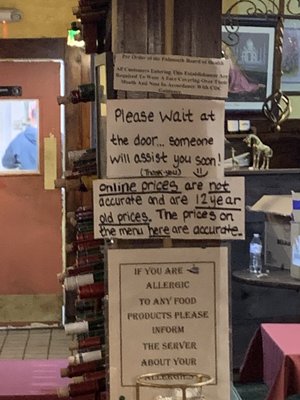 Per Order of the Falmouth Board of Health
All Customers Entering This Establishment Are
Required To Wear A Face Covering Over Their
Mouth And Nose In Accordance With CDC
Please Wait at
the door... someone
will assist you soon!
(Thank-you)
Online prices are not
accurate and are 12 year
old prices. The prices on
the menu here are accurate.
IF YOU ARE
ALLERGIC
TO ANY FOOD
PRODUCTS PLEASE
INFORM
THE SERVER
ABOUT YOUR
ALLERGIES